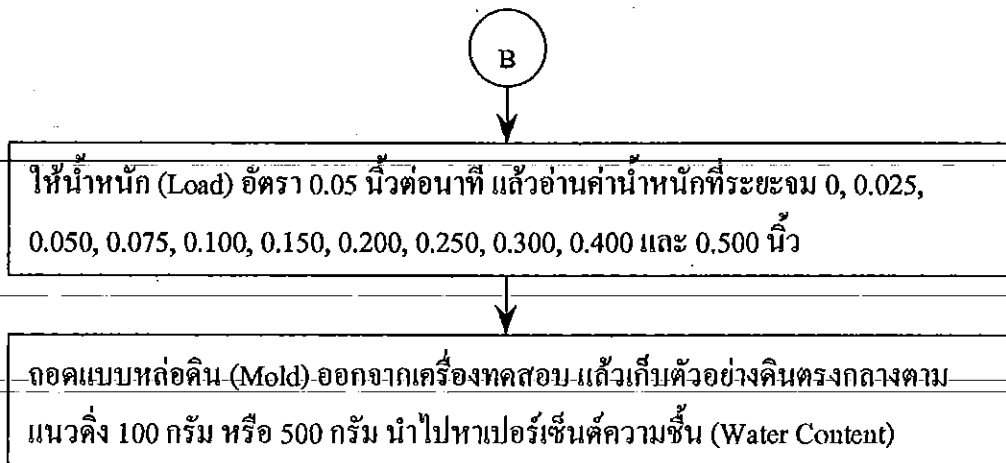 B
ให้น้ำหนัก (Load) อัตรา 0.05 นิ้วต่อนาที แล้วอ่านค่าน้ำหนักที่ระยะจม 0, 0.025,
0.050, 0.075, 0.100, 0.150, 0.200, 0.250, 0.300, 0.400 และ 0.500 นิ้ว
ถอดแบบหล่อดิน (Mold) ออกจากเครื่องทดสอบ แล้วเก็บตัวอย่างดินตรงกลางตาม
แนวดิ่ง 100 กรัม หรือ 500 กรัม นำไปหาเปอร์เซ็นต์ความชื้น (Water Content)